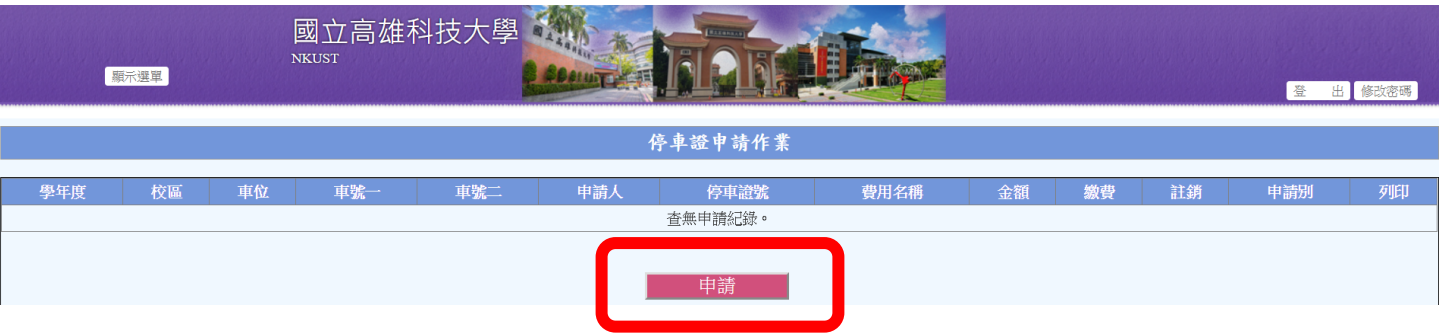 國立高雄科技大學
NKUST
顯示選單
登 出 修改密碼
停車證申請作業
學年度 校區 車位 車號一 車號二 申請人 停車證號 費用名稱 金額 繳費 註銷 申請別 列印
查無申請紀錄。
申請